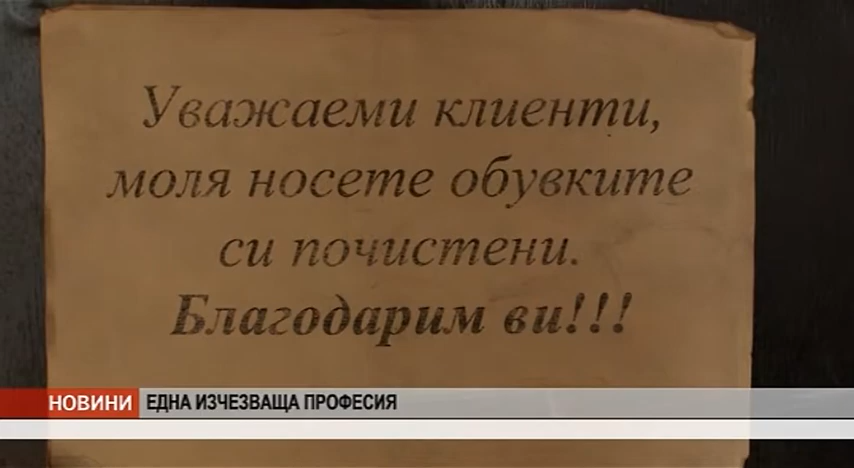 Уважаеми клиенти,
моля носете обувките
си почистени.
Благодарим ви!!!
НОВИНИ ЕДНА ИЗЧЕЗВАЩА ПРОФЕСИЯ